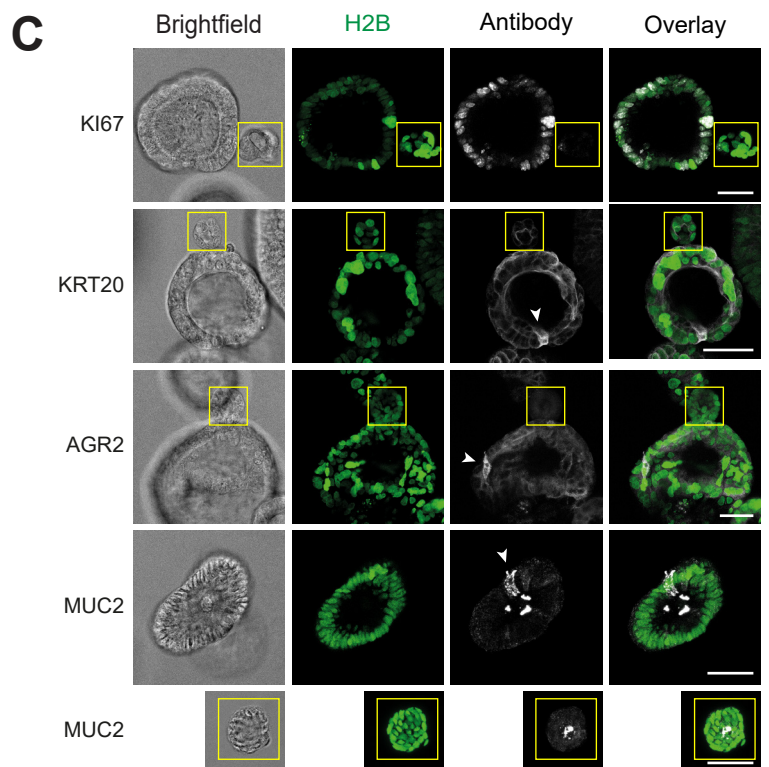 C
Brightfield H2B Antibody Overlay
KI67
KRT20
AGR2
MUC2
MUC2